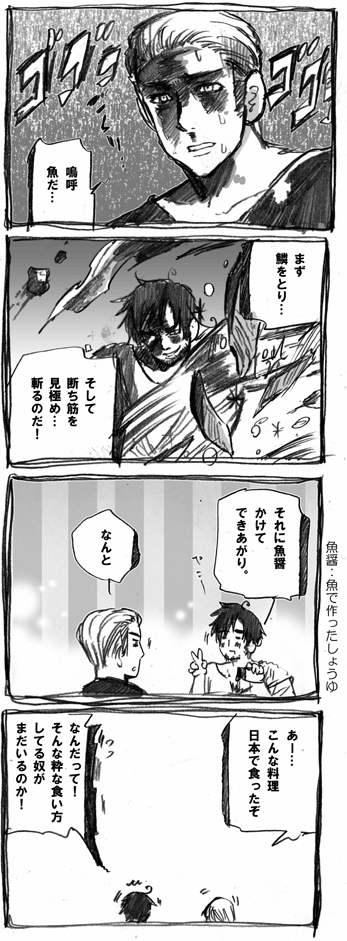 ゴゴゴ
ゴゴゴ
嗚呼
魚だ…
まず
鱗をとり…
そして
断ち筋を
見極め…
斬るのだ！
それに魚醤
かけて
できあがり。
なんと
魚醤：魚で作ったしょうゆ
あー…
こんな料理
日本で食ったぞ
なんだって！
そんな粋な食い方
してる奴が
まだいるのか！